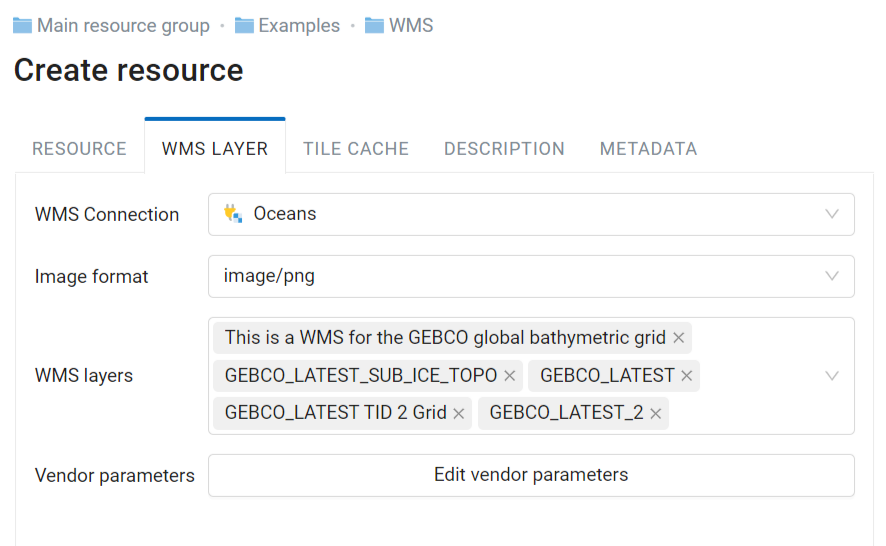 Main resource group · Examples · WMS
Create resource
RESOURCE WMS LAYER TILE CACHE DESCRIPTION METADATA
WMS Connection Oceans
Image format image/png
This is a WMS for the GEBCO global bathymetric grid ×
WMS layers GEBCO_LATEST_SUB_ICE_TOPO × GEBCO_LATEST ×
GEBCO_LATEST TID 2 Grid × GEBCO_LATEST_2 ×
Vendor parameters Edit vendor parameters